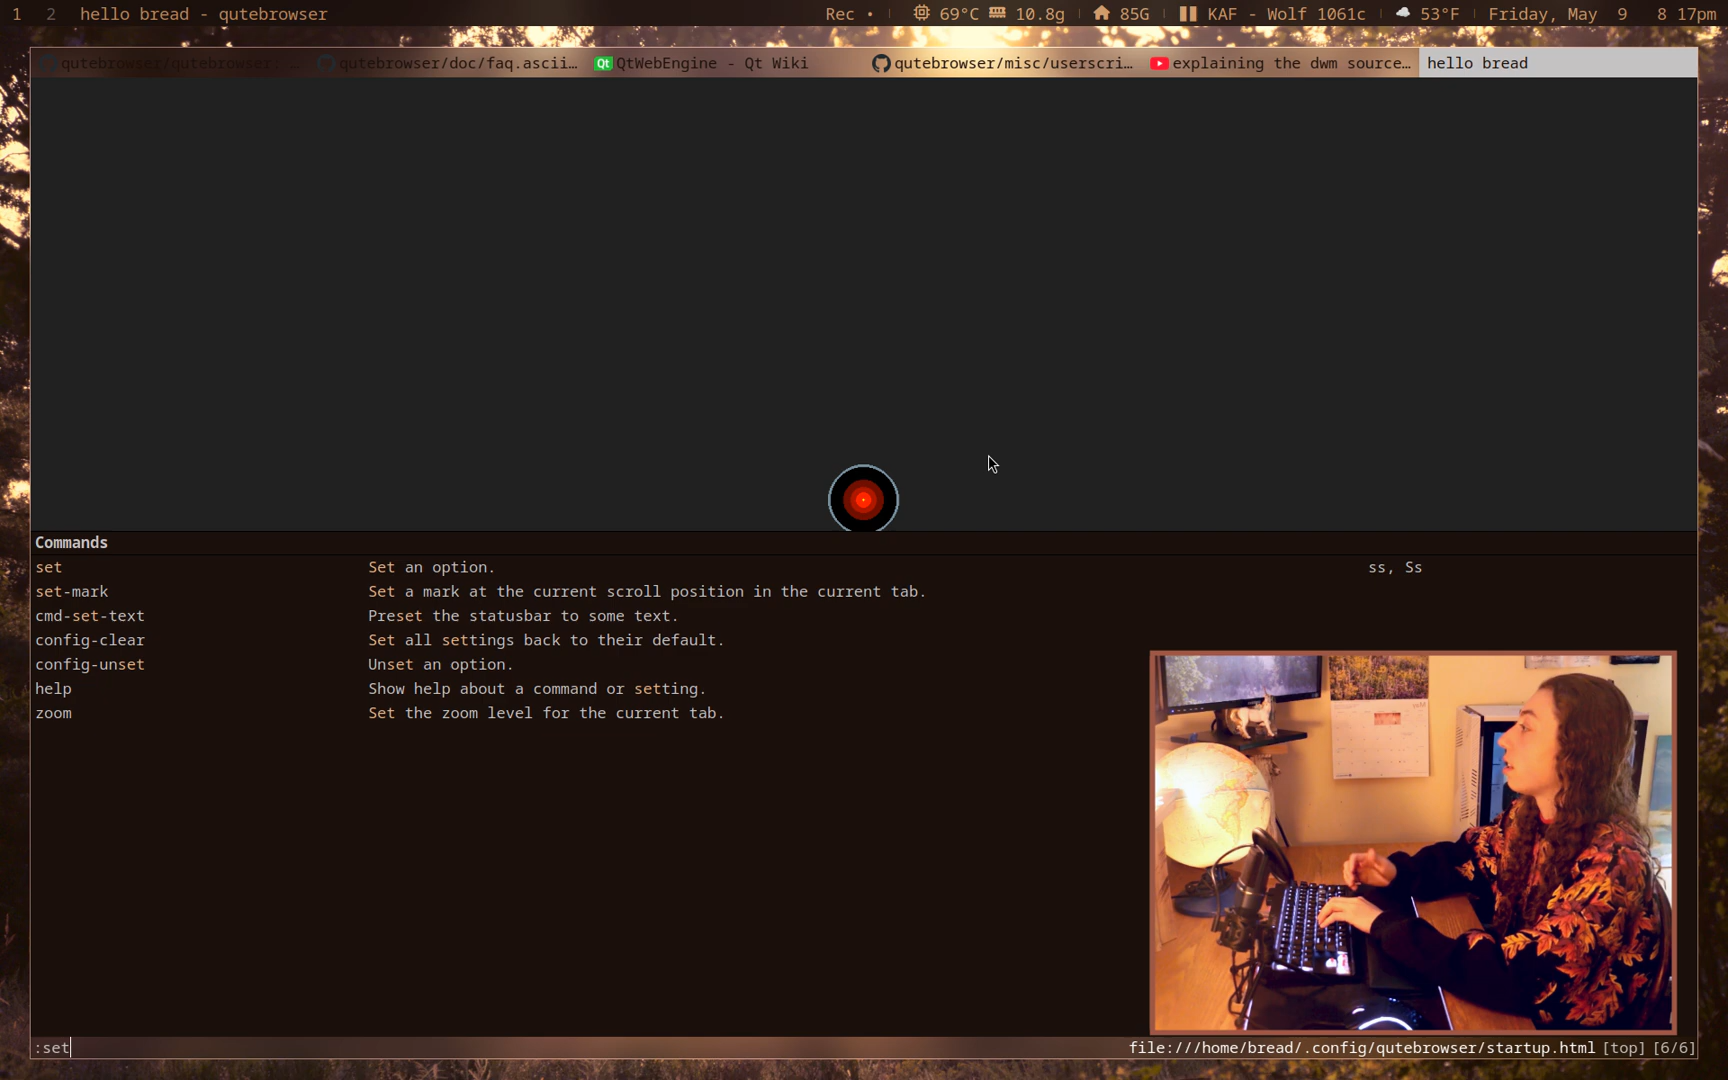 1 2 hello bread - qutebrowser Rec • 69°C 10.8g 85G KAF - Wolf 1061c 53°F Friday, May 9 8 17pm
qutebrowser/qutebrowser: qutebrowser/doc/faq.ascii… Qt QtWebEngine - Qt Wiki qutebrowser/misc/userscri… explaining the dwm source… hello bread
Commands
set Set an option. ss, Ss
set-mark Set a mark at the current scroll position in the current tab.
cmd-set-text Preset the statusbar to some text.
config-clear Set all settings back to their default.
config-unset Unset an option.
help Show help about a command or setting.
zoom Set the zoom level for the current tab.
:set file:///home/bread/.config/qutebrowser/startup.html [top] [6/6]